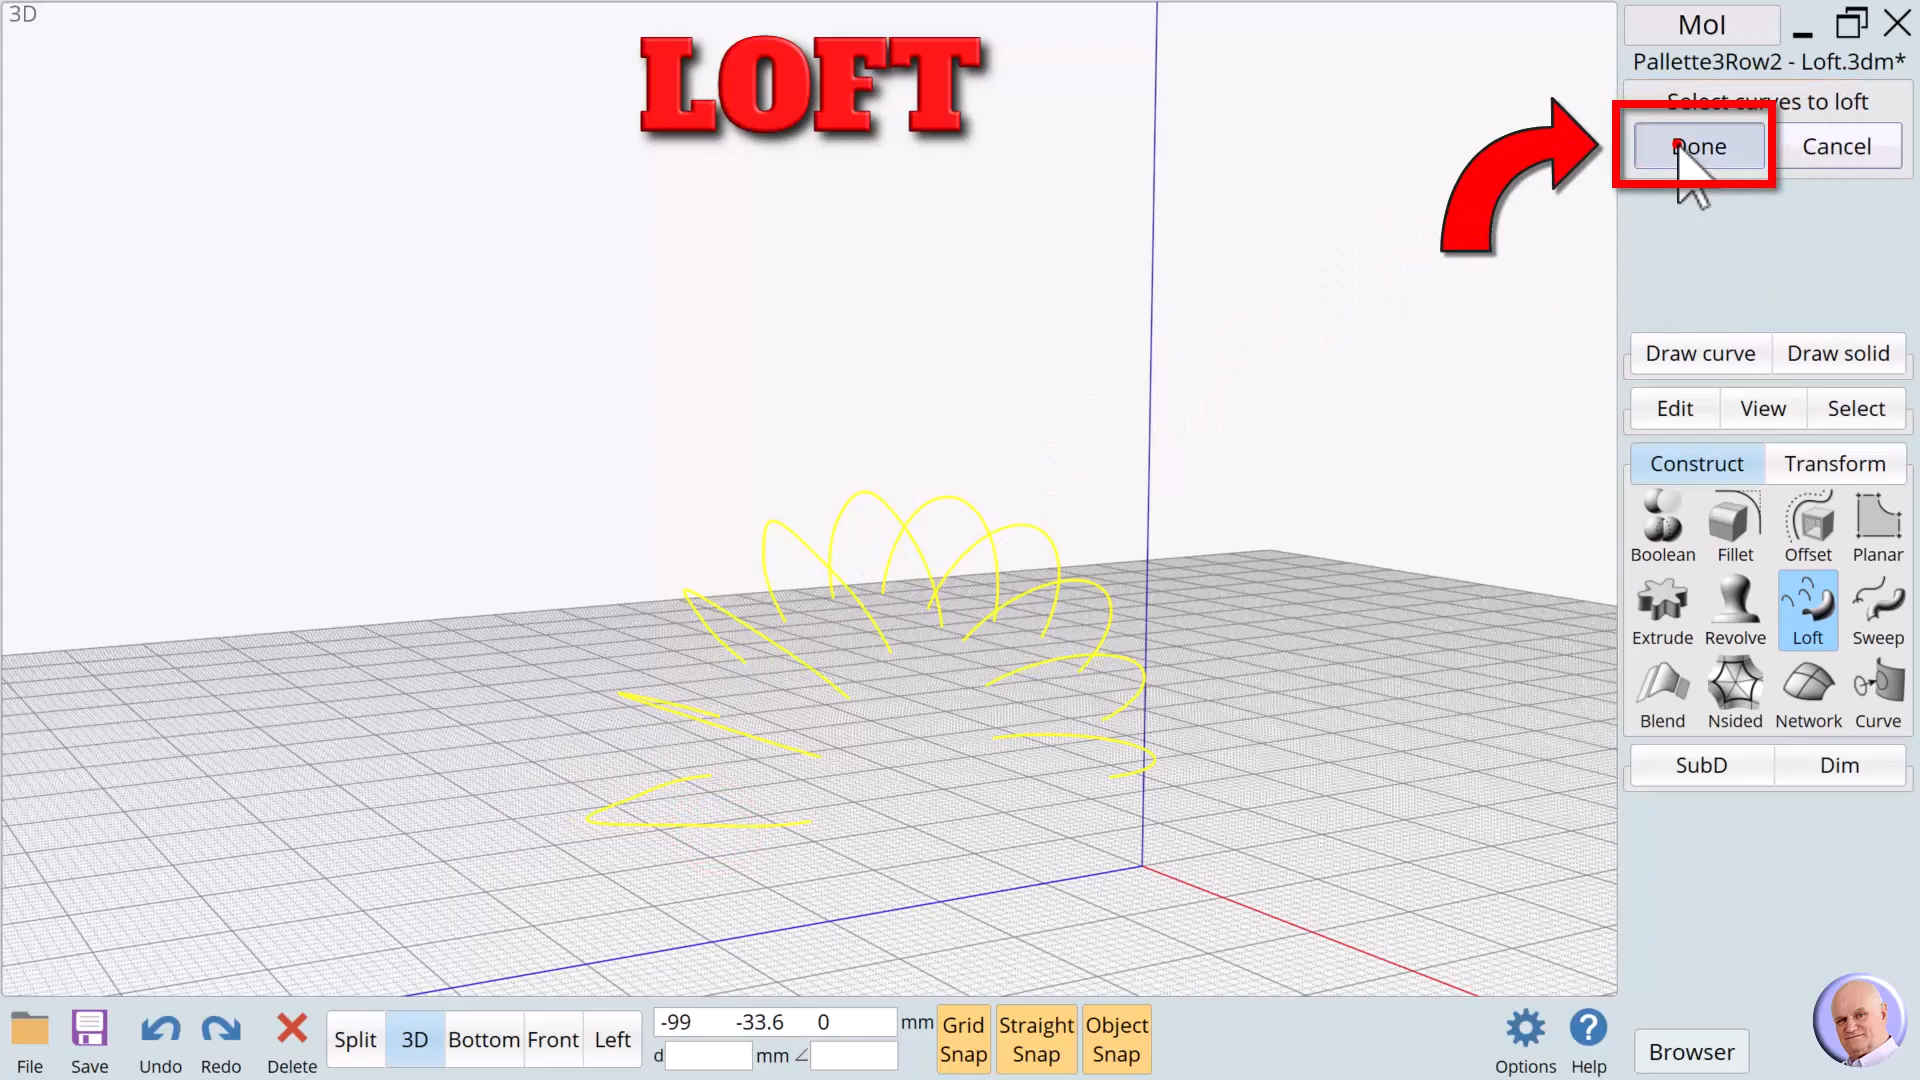 3D
LOFT
MoI
Pallette3Row2 - Loft.3dm*
Select curves to loft
Done
Cancel
Draw curve
Draw solid
Edit
View
Select
Construct
Transform
Boolean
Fillet
Offset
Planar
Extrude
Revolve
Loft
Sweep
Blend
Nsided
Network
Curve
SubD
Dim
File
Save
Undo
Redo
Delete
Split
3D
Bottom
Front
Left
-99 -33.6 0 mm
d mm ∠
Grid
Snap
Straight
Snap
Object
Snap
Options
Help
Browser